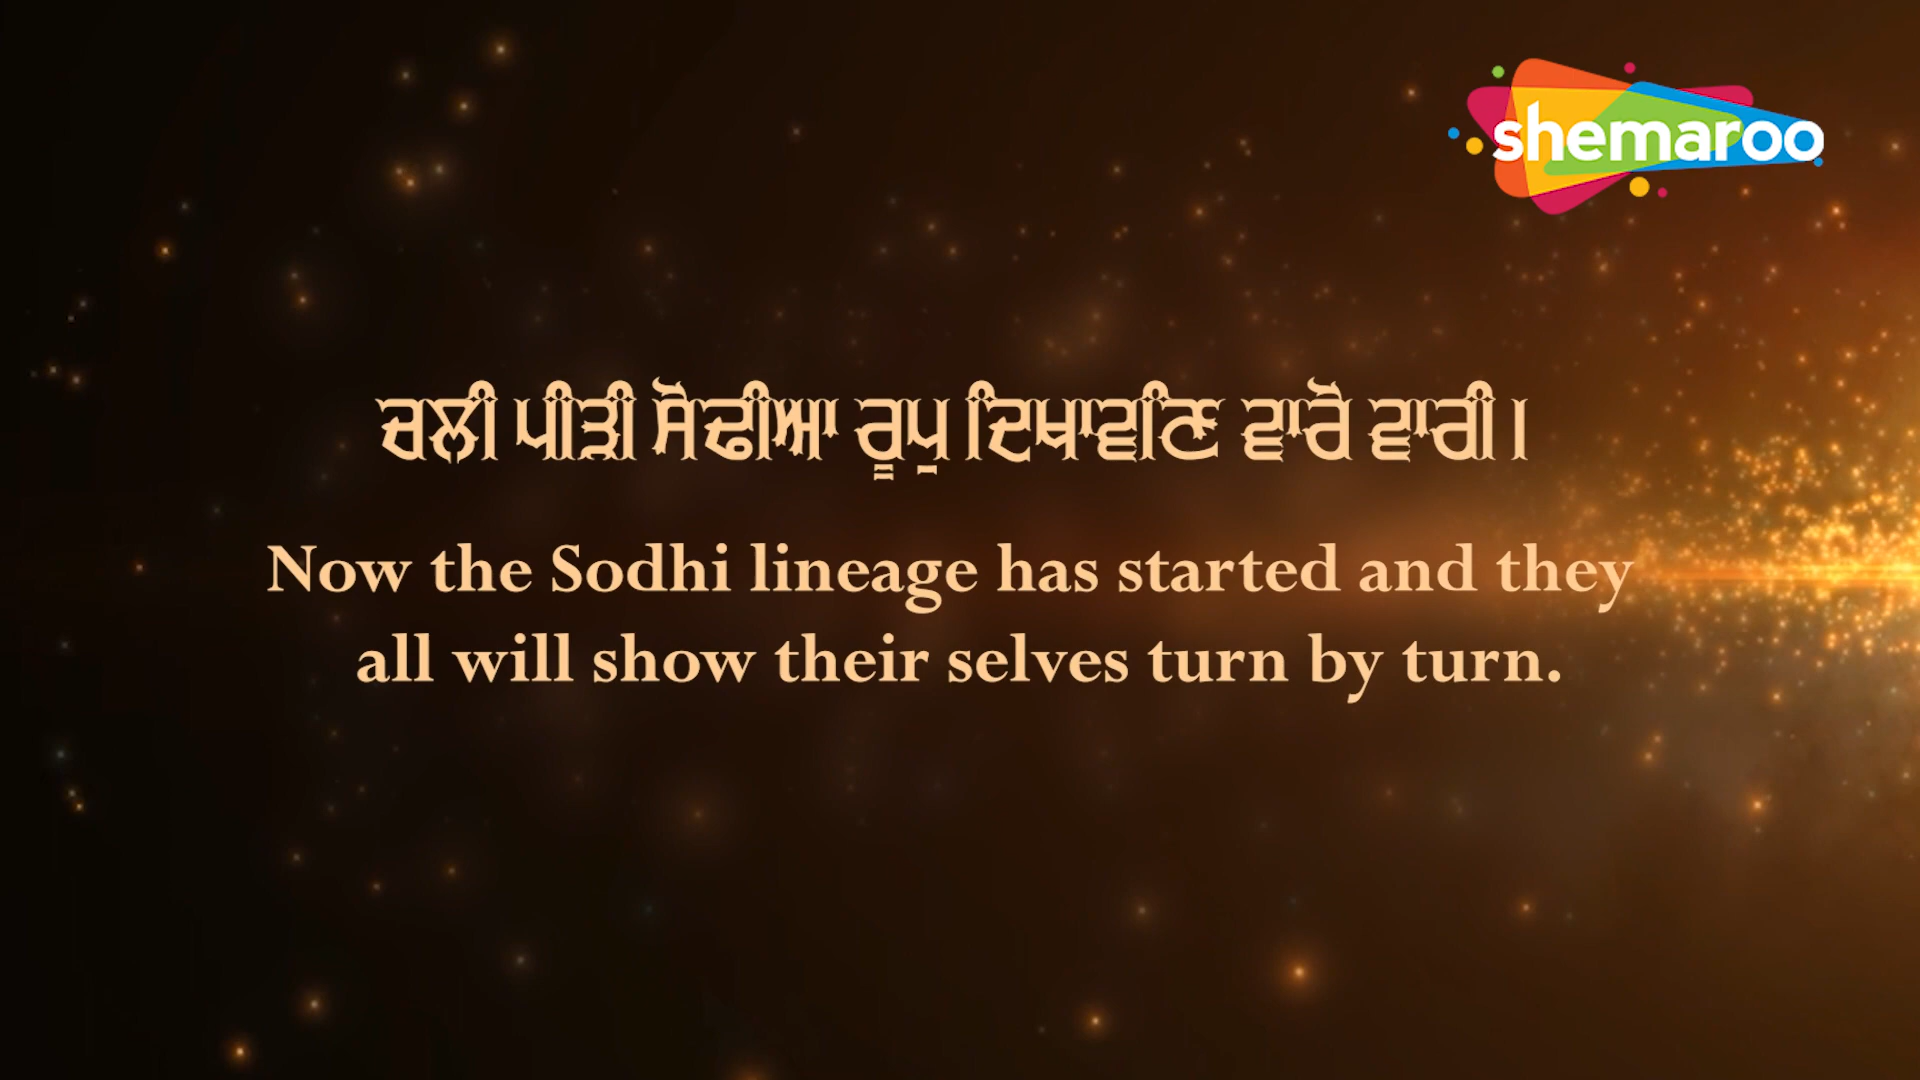 shemaroo
ਚਲੀ ਪੀੜੀ ਸੋਢੀਆ ਰੂਪੁ ਦਿਖਾਵਣਿ ਵਾਰੋ ਵਾਰੀ ।
Now the Sodhi lineage has started and they
all will show their selves turn by turn.